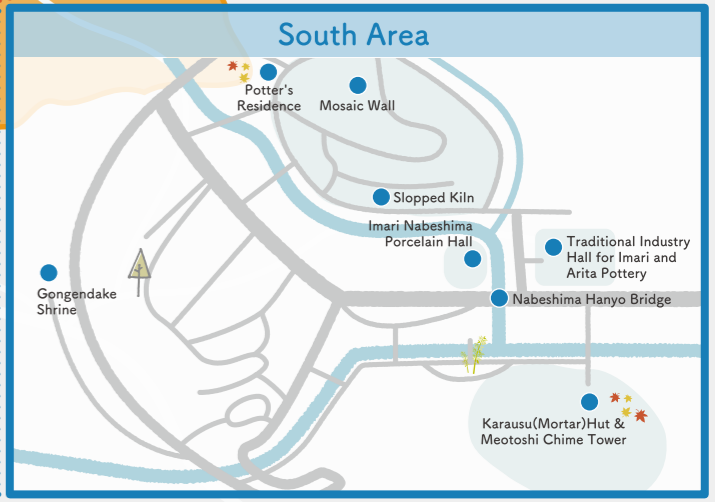 South Area
Potter's
Residence
Mosaic Wall
Slopped Kiln
Imari Nabeshima
Porcelain Hall
Traditional Industry
Hall for Imari and
Arita Pottery
Gongendake
Shrine
Nabeshima Hanyo Bridge
Karausu(Mortar)Hut &
Meotoshi Chime Tower